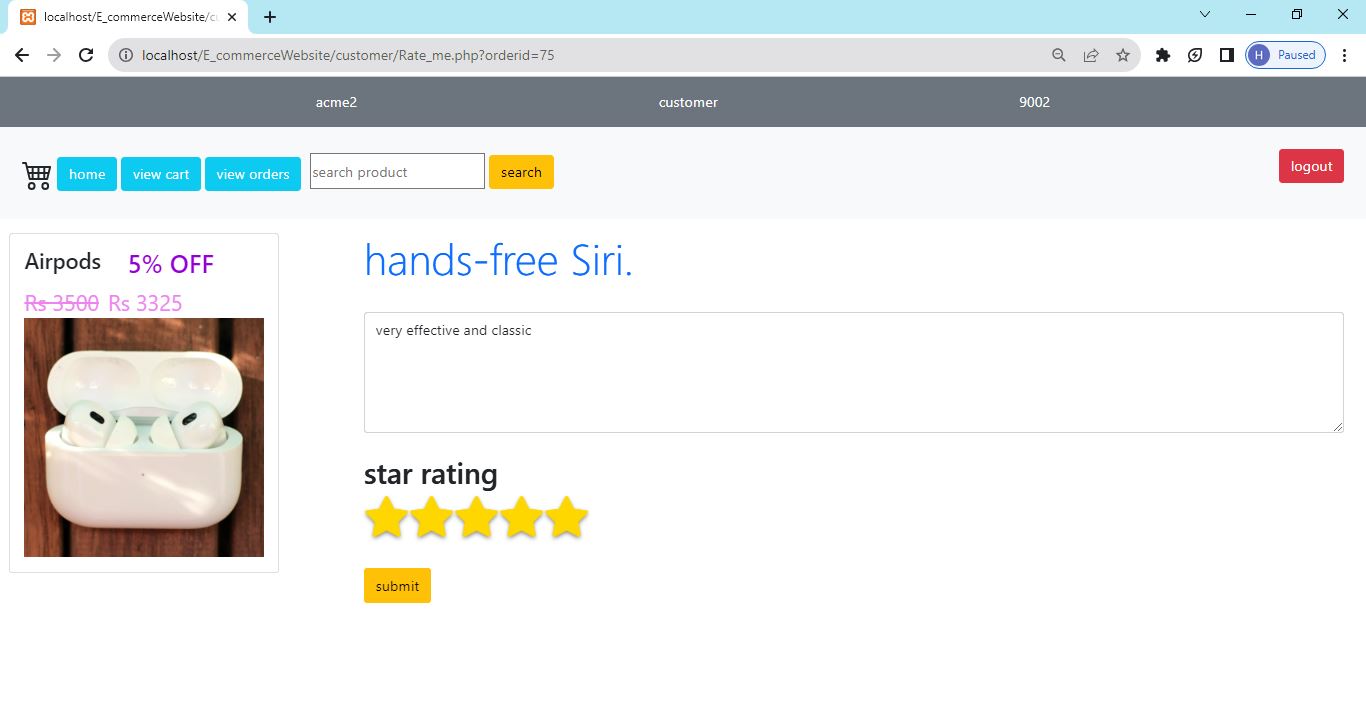 localhost/E_commerceWebsite/cu
localhost/E_commerceWebsite/customer/Rate_me.php?orderid=75
H Paused
acme2 customer 9002
home view cart view orders search product search logout
Airpods 5% OFF
Rs 3500 Rs 3325
hands-free Siri.
very effective and classic
star rating
submit